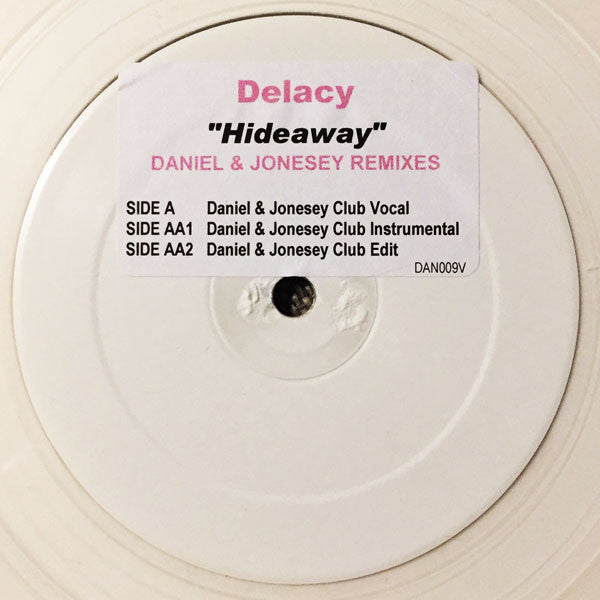 Delacy
"Hideaway"
DANIEL & JONESEY REMIXES
SIDE A Daniel & Jonesey Club Vocal
SIDE AA1 Daniel & Jonesey Club Instrumental
SIDE AA2 Daniel & Jonesey Club Edit
DAN009V